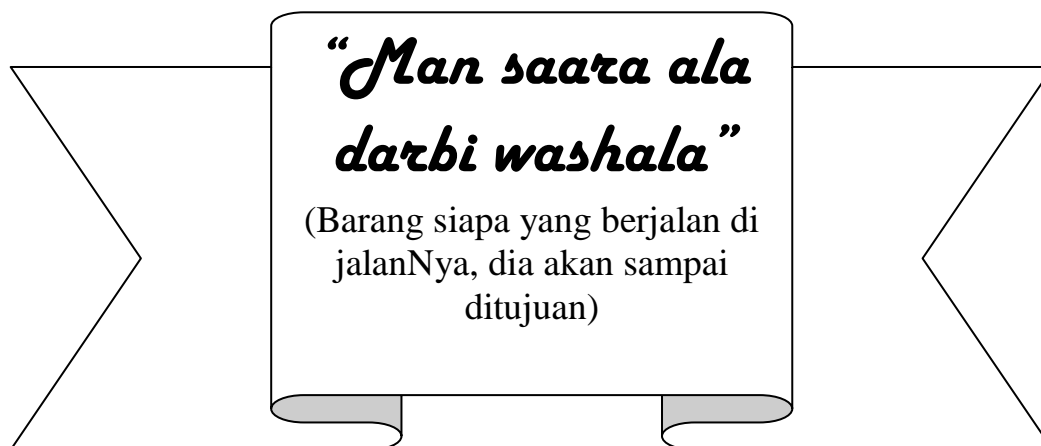 “Man saara ala
darbi washala”
(Barang siapa yang berjalan di
jalanNya, dia akan sampai
ditujuan)